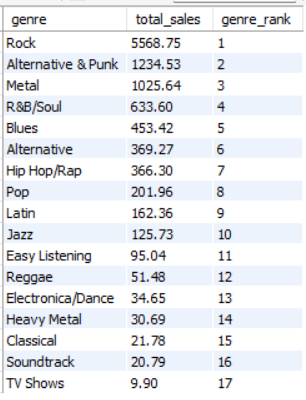 genre total_sales genre_rank
Rock 5568.75 1
Alternative & Punk 1234.53 2
Metal 1025.64 3
R&B/Soul 633.60 4
Blues 453.42 5
Alternative 369.27 6
Hip Hop/Rap 366.30 7
Pop 201.96 8
Latin 162.36 9
Jazz 125.73 10
Easy Listening 95.04 11
Reggae 51.48 12
Electronica/Dance 34.65 13
Heavy Metal 30.69 14
Classical 21.78 15
Soundtrack 20.79 16
TV Shows 9.90 17